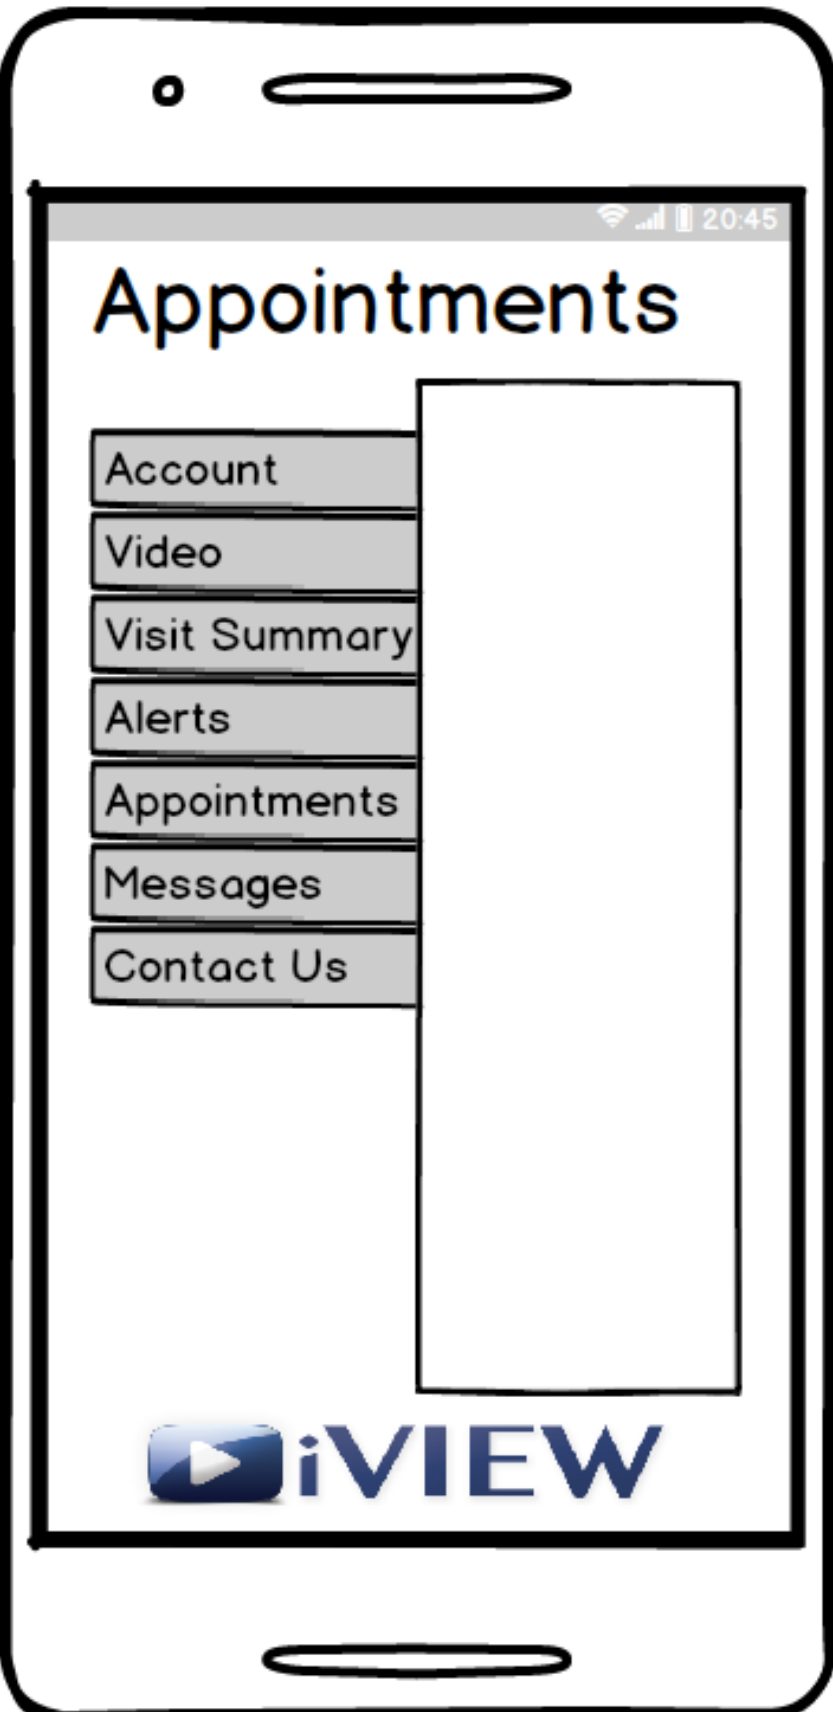 20:45
Appointments
Account
Video
Visit Summary
Alerts
Appointments
Messages
Contact Us
iVIEW